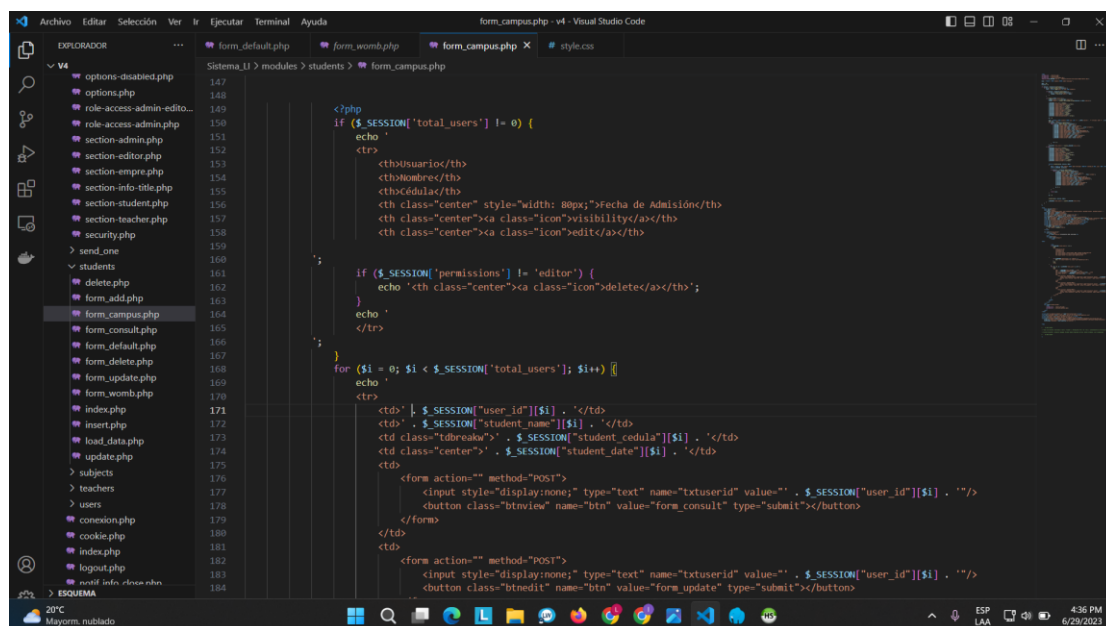 Archivo Editar Selección Ver Ir Ejecutar Terminal Ayuda
form_campus.php - v4 - Visual Studio Code
EXPLORADOR
form_default.php
form_womb.php
form_campus.php
style.css
V4
Sistema_LI > modules > students > form_campus.php
options-disabled.php
options.php
role-access-admin-edito...
role-access-admin.php
section-admin.php
section-editor.php
section-empre.php
section-info-title.php
section-student.php
section-teacher.php
security.php
send_one
students
delete.php
form_add.php
form_campus.php
form_consult.php
form_default.php
form_delete.php
form_update.php
form_womb.php
index.php
insert.php
load_data.php
update.php
subjects
teachers
users
conexion.php
cookie.php
index.php
logout.php
notif_info_close.php
ESQUEMA
147
148
149 <?php
150 if ($_SESSION['total_users'] != 0) {
151 echo '
152 <tr>
153 <th>Usuario</th>
154 <th>Nombre</th>
155 <th>Cédula</th>
156 <th class="center" style="width: 80px;">Fecha de Admisión</th>
157 <th class="center"><a class="icon">visibility</a></th>
158 <th class="center"><a class="icon">edit</a></th>
159
160 ';
161 if ($_SESSION['permissions'] != 'editor') {
162 echo '<th class="center"><a class="icon">delete</a></th>';
163 }
164 echo '
165 </tr>
166 ';
167 }
168 for ($i = 0; $i < $_SESSION['total_users']; $i++) {
169 echo '
170 <tr>
171 <td>' . $_SESSION["user_id"][$i] . '</td>
172 <td>' . $_SESSION["student_name"][$i] . '</td>
173 <td class="tdbreakw">' . $_SESSION["student_cedula"][$i] . '</td>
174 <td class="center">' . $_SESSION["student_date"][$i] . '</td>
175 <td>
176 <form action="" method="POST">
177 <input style="display:none;" type="text" name="txtuserid" value="' . $_SESSION["user_id"][$i] . '"/>
178 <button class="btnview" name="btn" value="form_consult" type="submit"></button>
179 </form>
180 </td>
181 <td>
182 <form action="" method="POST">
183 <input style="display:none;" type="text" name="txtuserid" value="' . $_SESSION["user_id"][$i] . '"/>
184 <button class="btnedit" name="btn" value="form_update" type="submit"></button>
20°C
Mayorm. nublado
ESP
LAA
4:36 PM
6/29/2023